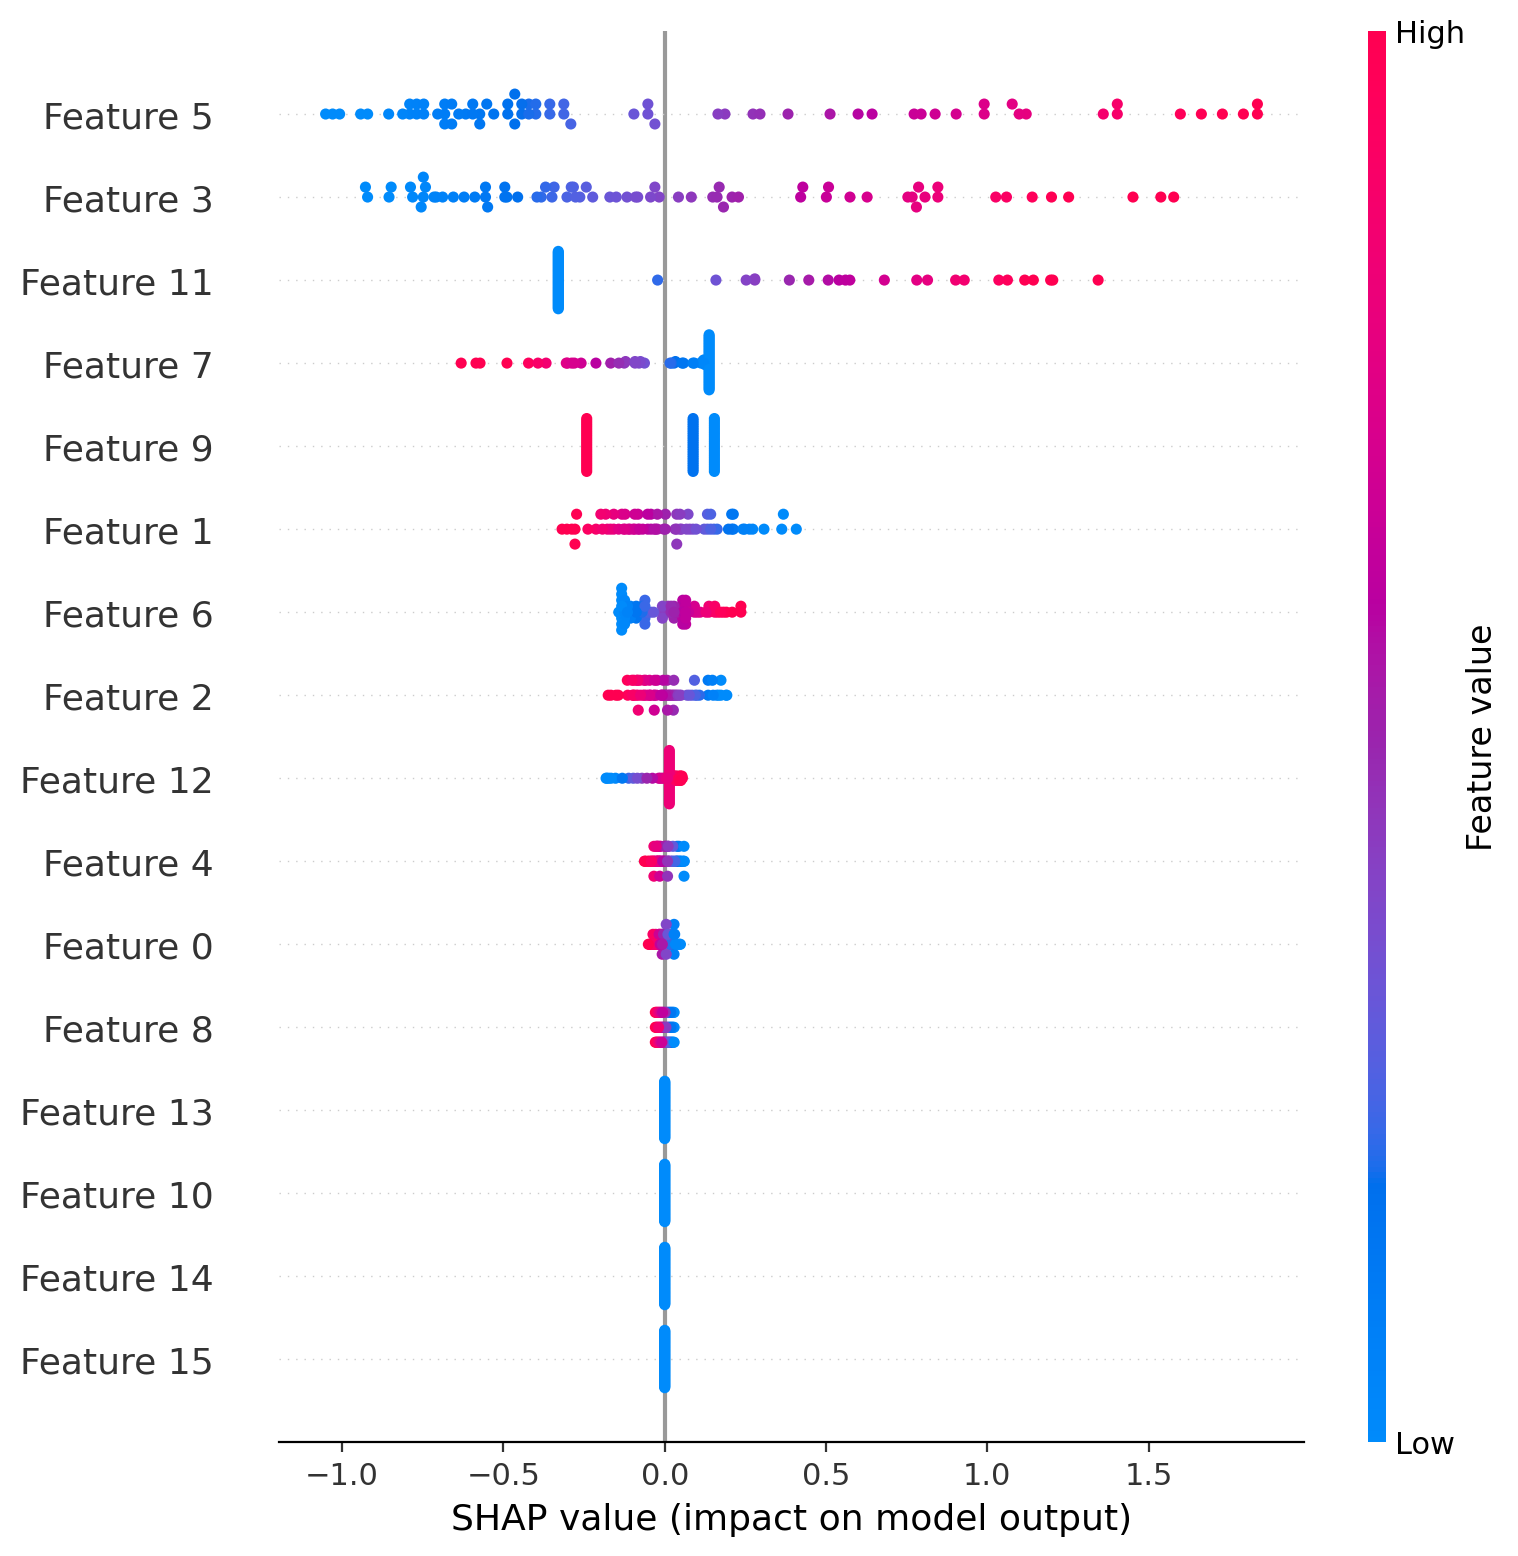 High
Feature 5
Feature 3
Feature 11
Feature 7
Feature 9
Feature 1
Feature 6
Feature 2
Feature 12
Feature 4
Feature 0
Feature 8
Feature 13
Feature 10
Feature 14
Feature 15
Feature value
Low
−1.0 −0.5 0.0 0.5 1.0 1.5
SHAP value (impact on model output)